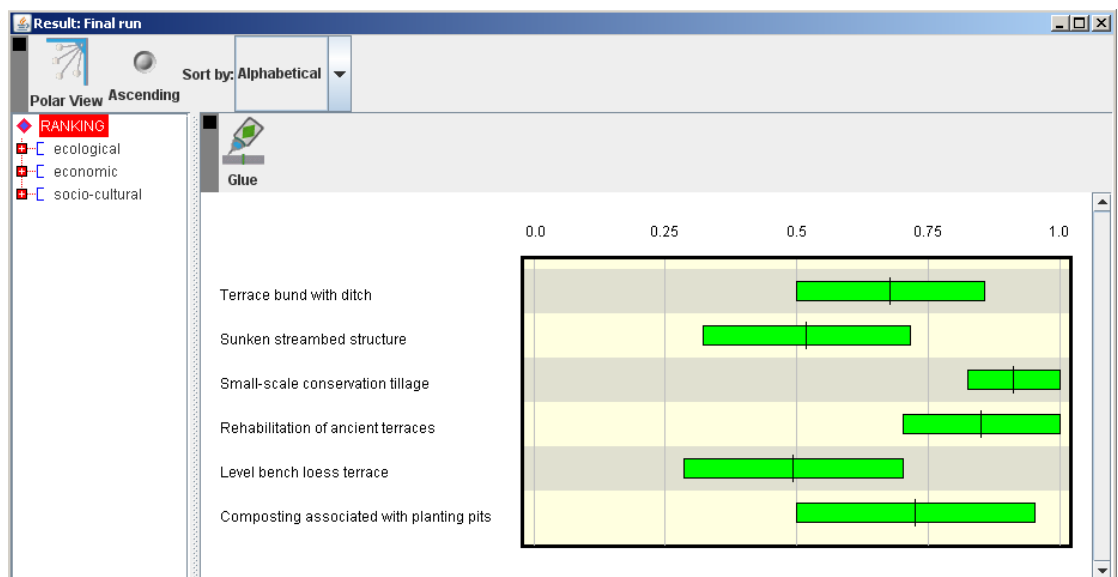 Result: Final run
Polar View
Ascending
Sort by: Alphabetical
RANKING
ecological
economic
socio-cultural
Glue
0.0 0.25 0.5 0.75 1.0
Terrace bund with ditch
Sunken streambed structure
Small-scale conservation tillage
Rehabilitation of ancient terraces
Level bench loess terrace
Composting associated with planting pits